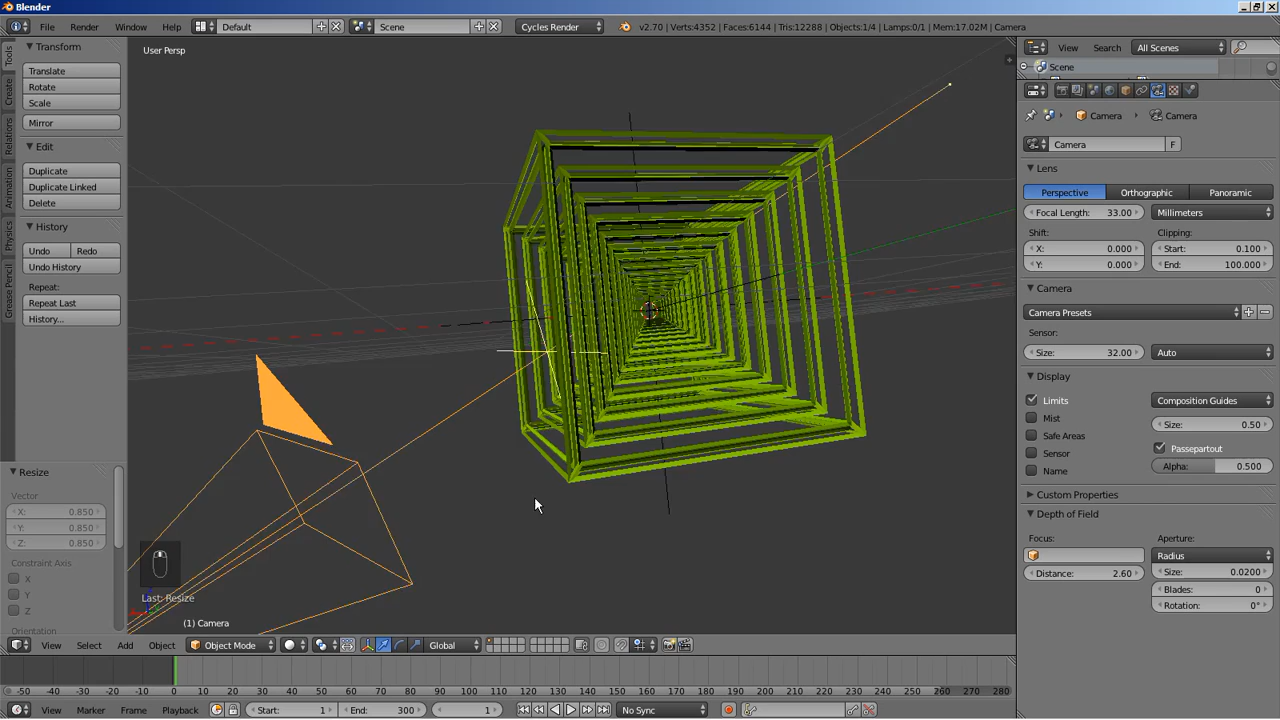 Blender
File Render Window Help Default Scene Cycles Render v2.70 | Verts:4352 | Faces:6144 | Tris:12288 | Objects:1/4 | Lamps:0/1 | Mem:17.02M | Camera
Transform
Translate
Rotate
Scale
Mirror
Edit
Duplicate
Duplicate Linked
Delete
History
Undo Redo
Undo History
Repeat:
Repeat Last
History...
Tools
Create
Relations
Animation
Physics
Grease Pencil
Resize
Vector
X: 0.850
Y: 0.850
Z: 0.850
Constraint Axis
X
Y
Z
Orientation
User Persp
Last: Resize
(1) Camera
View Search All Scenes
Scene
Camera Camera
Camera F
Lens
Perspective Orthographic Panoramic
Focal Length: 33.00 Millimeters
Shift: Clipping:
X: 0.000 Start: 0.100
Y: 0.000 End: 100.000
Camera
Camera Presets
Sensor:
Size: 32.00 Auto
Display
Limits Composition Guides
Mist Size: 0.50
Safe Areas Passepartout
Sensor Alpha: 0.500
Name
Custom Properties
Depth of Field
Focus: Aperture:
Radius
Distance: 2.60 Size: 0.0200
Blades: 0
Rotation: 0°
View Select Add Object Object Mode Global
-50 -40 -30 -20 -10 0 10 20 30 40 50 60 70 80 90 100 110 120 130 140 150 160 170 180 190 200 210 220 230 240 250 260 270 280
View Marker Frame Playback Start: 1 End: 300 1 No Sync